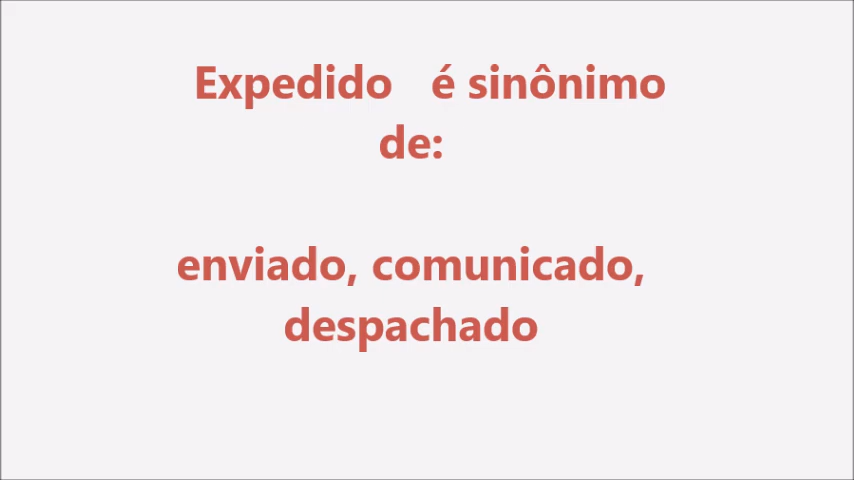 Expedido é sinônimo
de:
enviado, comunicado,
despachado